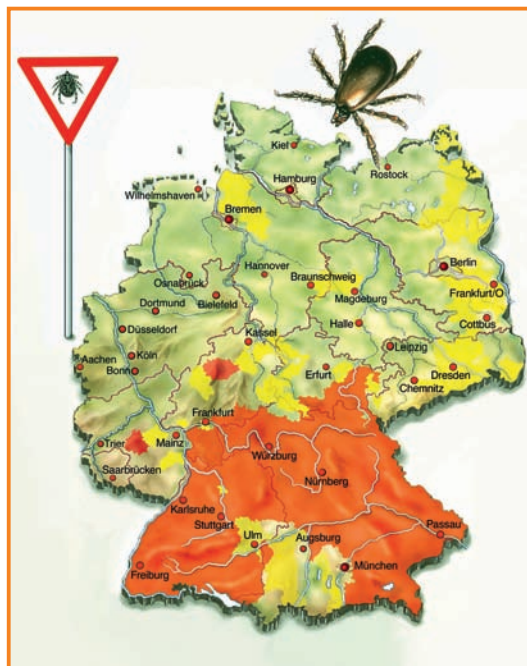 Kiel
Rostock
Wilhelmshaven
Hamburg
Bremen
Osnabrück
Hannover
Braunschweig
Berlin
Frankfurt/O
Dortmund
Bielefeld
Magdeburg
Cottbus
Düsseldorf
Kassel
Halle
Leipzig
Aachen
Köln
Bonn
Erfurt
Dresden
Chemnitz
Frankfurt
Trier
Mainz
Würzburg
Saarbrücken
Nürnberg
Karlsruhe
Stuttgart
Passau
Ulm
Augsburg
Freiburg
München